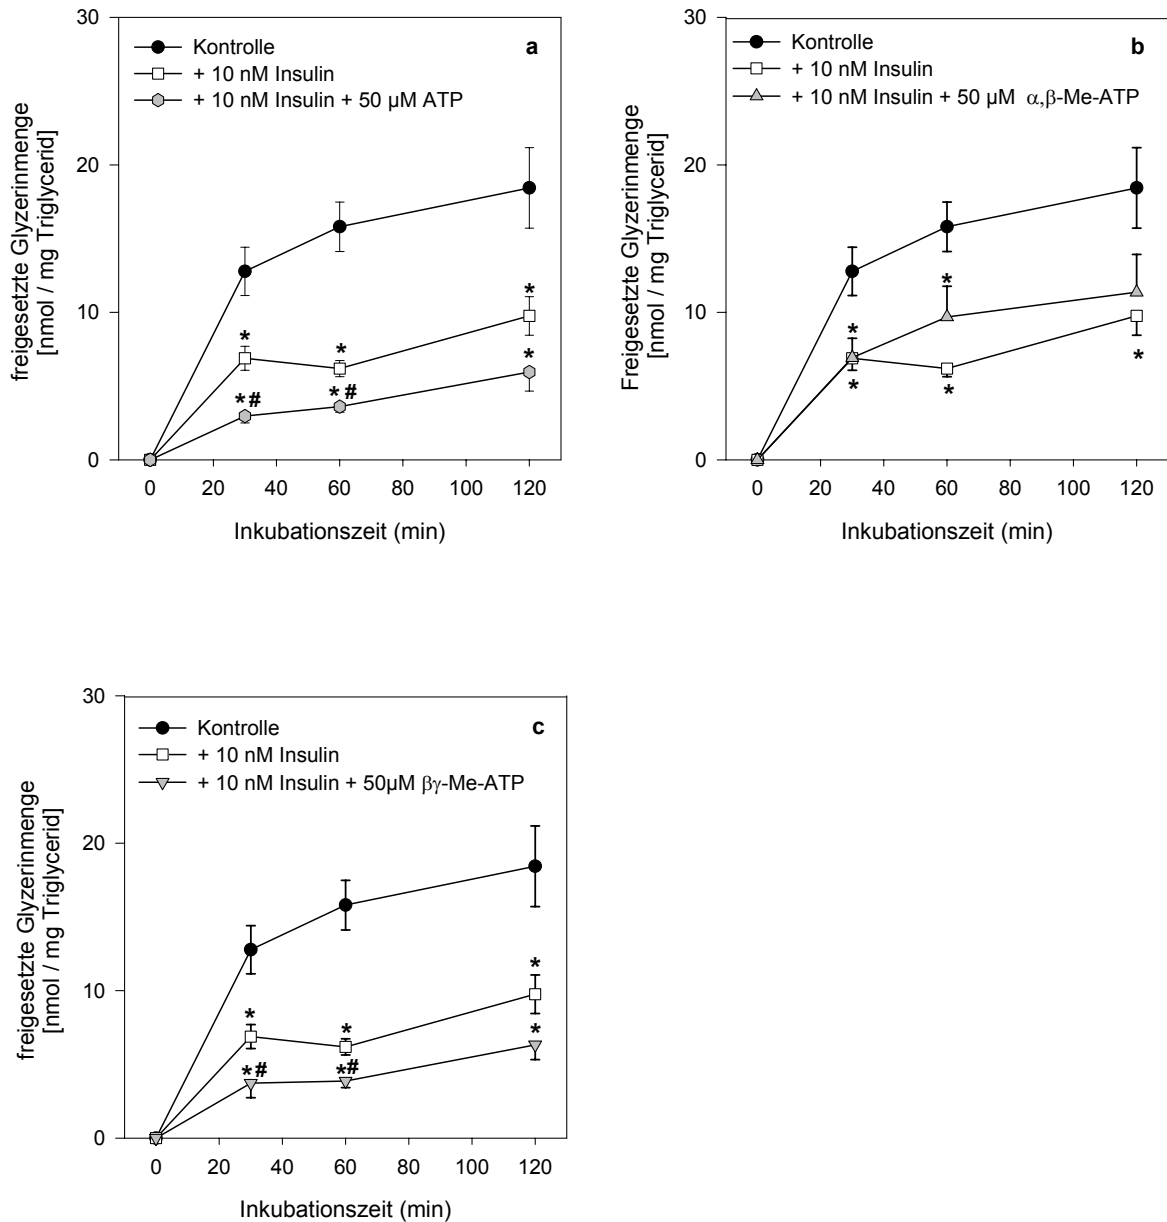 30
20
10
0
freigesetzte Glyzerinmenge
[nmol / mg Triglycerid]
Kontrolle
a
+ 10 nM Insulin
+ 10 nM Insulin + 50 µM ATP
*
*
*
*
*#
*#
0 20 40 60 80 100 120
Inkubationszeit (min)
30
20
10
0
Freigesetzte Glyzerinmenge
[nmol / mg Triglycerid]
Kontrolle
b
+ 10 nM Insulin
+ 10 nM Insulin + 50 µM α,β-Me-ATP
*
*
*
*
*
0 20 40 60 80 100 120
Inkubationszeit (min)
30
20
10
0
freigesetzte Glyzerinmenge
[nmol / mg Triglycerid]
Kontrolle
c
+ 10 nM Insulin
+ 10 nM Insulin + 50µM βγ-Me-ATP
*
*
*
*
*#
*#
0 20 40 60 80 100 120
Inkubationszeit (min)